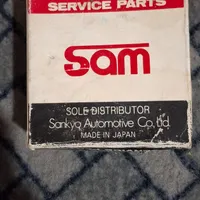 SERVICE PARTS
sam
SOLE DISTRIBUTOR
Sankyo Automotive Co., Ltd.
MADE IN JAPAN